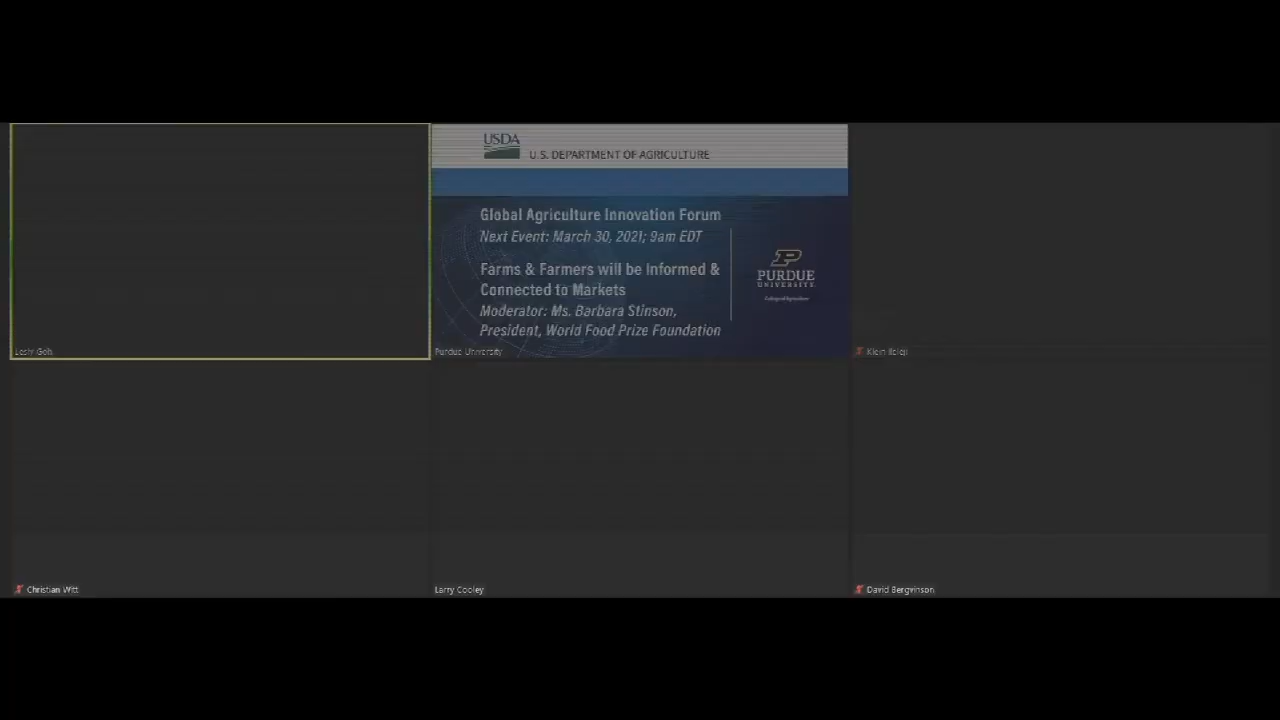 USDA
U.S. DEPARTMENT OF AGRICULTURE
Global Agriculture Innovation Forum
Next Event: March 30, 2021; 9am EDT
Farms & Farmers will be Informed &
Connected to Markets
Moderator: Ms. Barbara Stinson,
President, World Food Prize Foundation
PURDUE
UNIVERSITY
Purdue University
Christian Witt
Larry Cooley
David Bergvinson